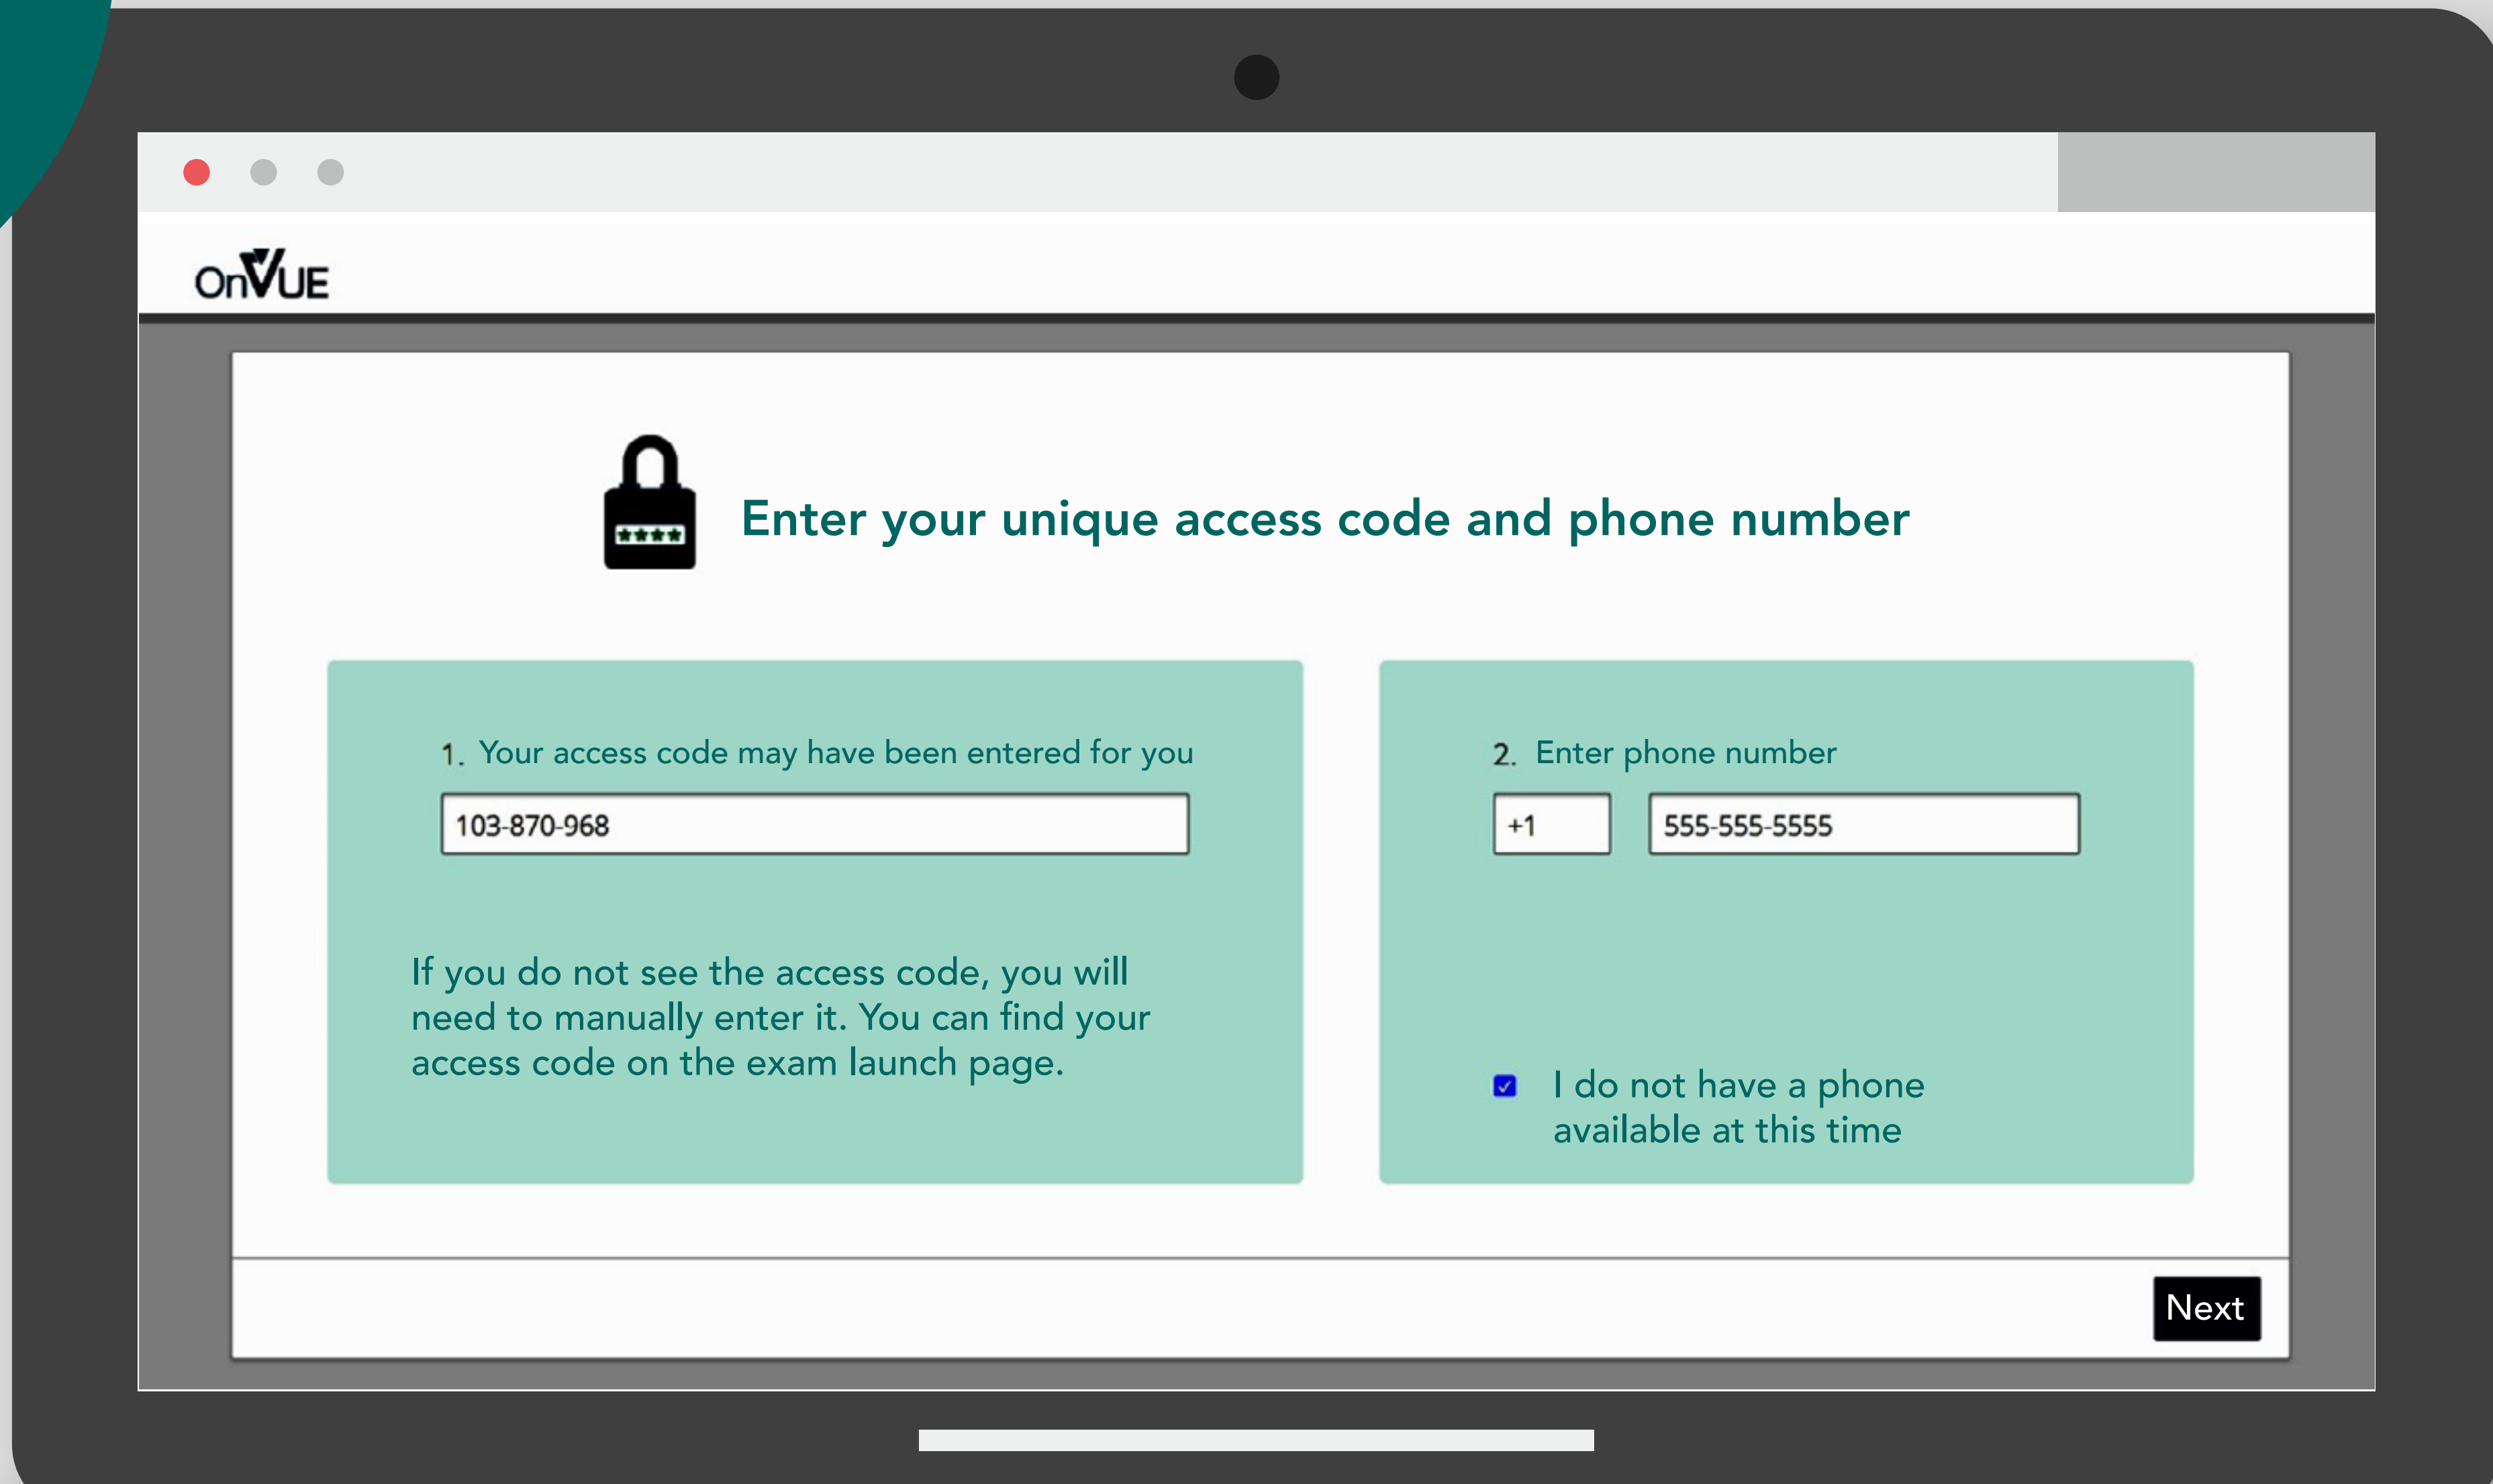 OnVUE
****
Enter your unique access code and phone number
1. Your access code may have been entered for you
103-870-968
If you do not see the access code, you will
need to manually enter it. You can find your
access code on the exam launch page.
2. Enter phone number
+1 555-555-5555
I do not have a phone
available at this time
Next